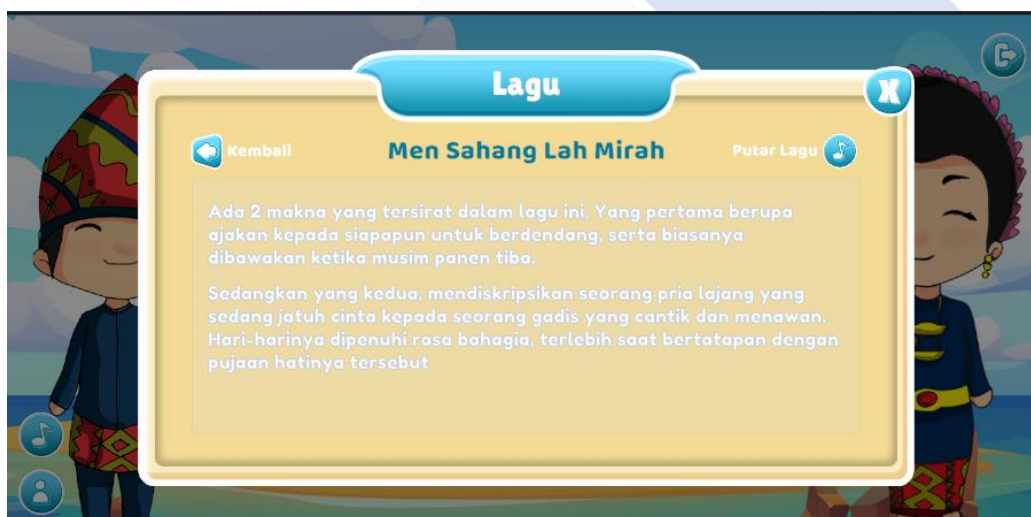 Lagu
X
Kembali
Men Sahang Lah Mirah
Putar Lagu
Ada 2 makna yang tersirat dalam lagu ini. Yang pertama berupa
ajakan kepada siapapun untuk berdendang, serta biasanya
dibawakan ketika musim panen tiba.
Sedangkan yang kedua, mendiskripsikan seorang pria lajang yang
sedang jatuh cinta kepada seorang gadis yang cantik dan menawan.
Hari-harinya dipenuhi rasa bahagia, terlebih saat bertatapan dengan
pujaan hatinya tersebut